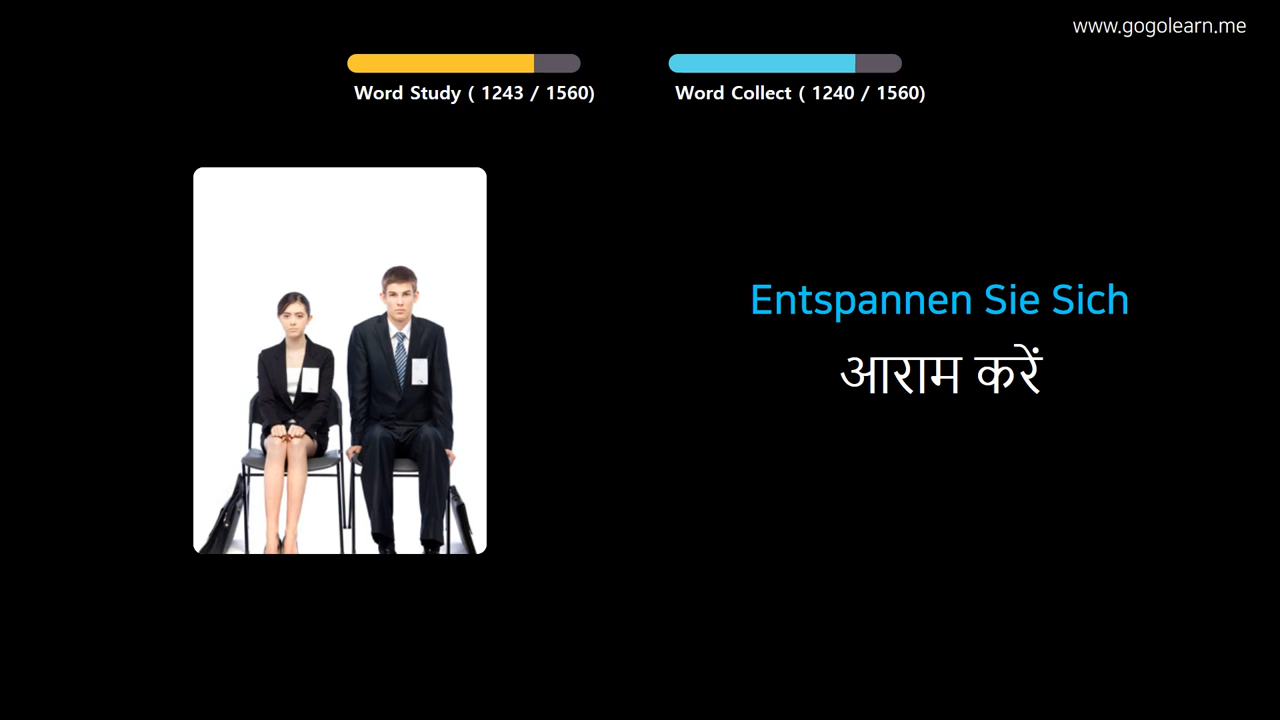 www.gogolearn.me
Word Study ( 1243 / 1560)
Word Collect ( 1240 / 1560)
Entspannen Sie Sich
आराम करें